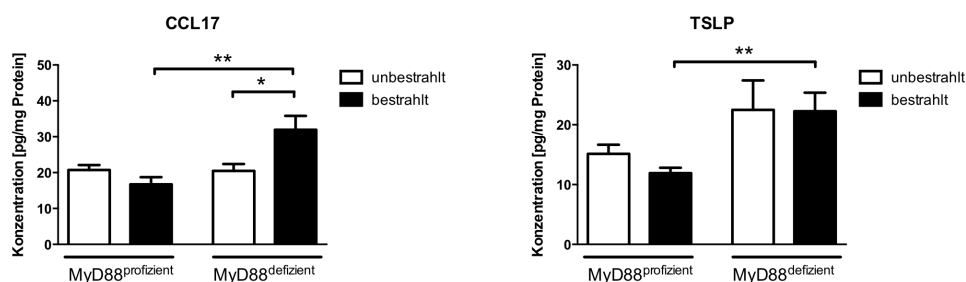 CCL17
**
*
Konzentration [pg/mg Protein]
50
40
30
20
10
0
unbestrahlt
bestrahlt
MyD88profizient
MyD88defizient
TSLP
**
Konzentration [pg/mg Protein]
30
20
10
0
unbestrahlt
bestrahlt
MyD88profizient
MyD88defizient